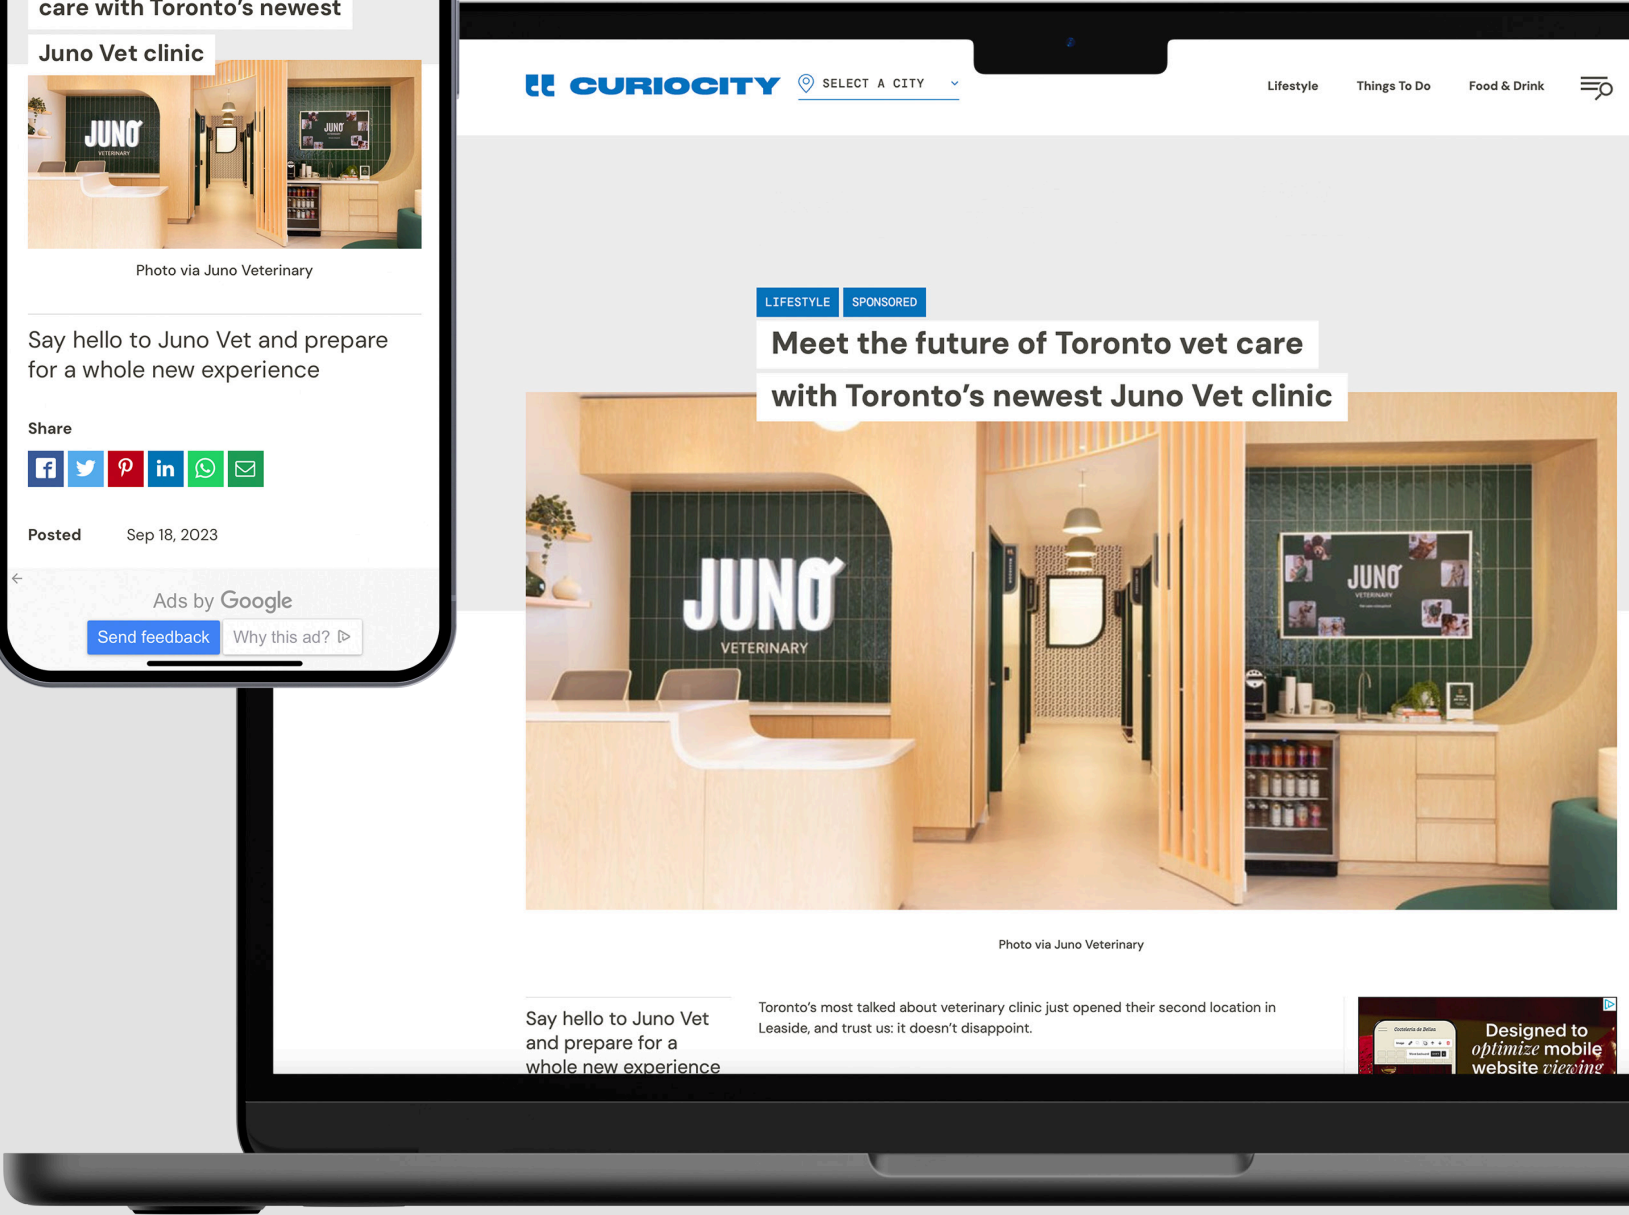 care with Toronto's newest
Juno Vet clinic
JUNO
VETERINARY
JUNO
Photo via Juno Veterinary
Say hello to Juno Vet and prepare
for a whole new experience
Share
Posted Sep 18, 2023
Ads by Google
Send feedback Why this ad?
CURIOCITY
SELECT A CITY
Lifestyle Things To Do Food & Drink
LIFESTYLE SPONSORED
Meet the future of Toronto vet care
with Toronto's newest Juno Vet clinic
JUNO
VETERINARY
JUNO
VETERINARY
Photo via Juno Veterinary
Say hello to Juno Vet
and prepare for a
whole new experience
Toronto's most talked about veterinary clinic just opened their second location in
Leaside, and trust us: it doesn't disappoint.
Designed to
optimize mobile
website viewing